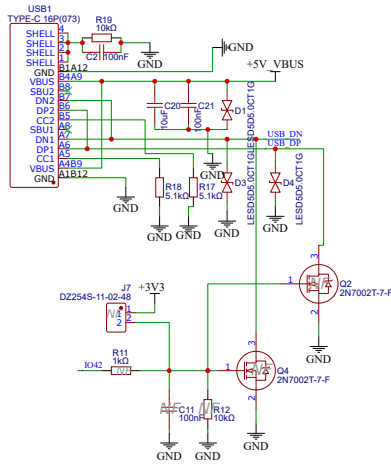 USB1
TYPE-C 16P(073)
SHELL 4
SHELL 3
SHELL 2
SHELL 1
GND B1A12
VBUS B4A9
SBU2 B8
DN2 B7
DP2 B6
CC2 B5
SBU1 A8
DN1 A7
DP1 A6
CC1 A5
VBUS A4B9
GND A1B12
R19
10kΩ
100nF
GND
GND
+5V_VBUS
C20
10uF
C21
100nF
D1
LESD5D5.0CT1G
GND
GND
USB_DN
USB_DP
R18
5.1kΩ
R17
5.1kΩ
D3
LESD5D5.0CT1G
D4
LESD5D5.0CT1G
GND
GND
GND
GND
GND
J7
DZ254S-11-02-48
1
2
+3V3
IO42
R11
1kΩ
C11
100nF
R12
10kΩ
GND
GND
1
2
3
Q4
2N7002T-7-F
GND
1
2
3
Q2
2N7002T-7-F
GND